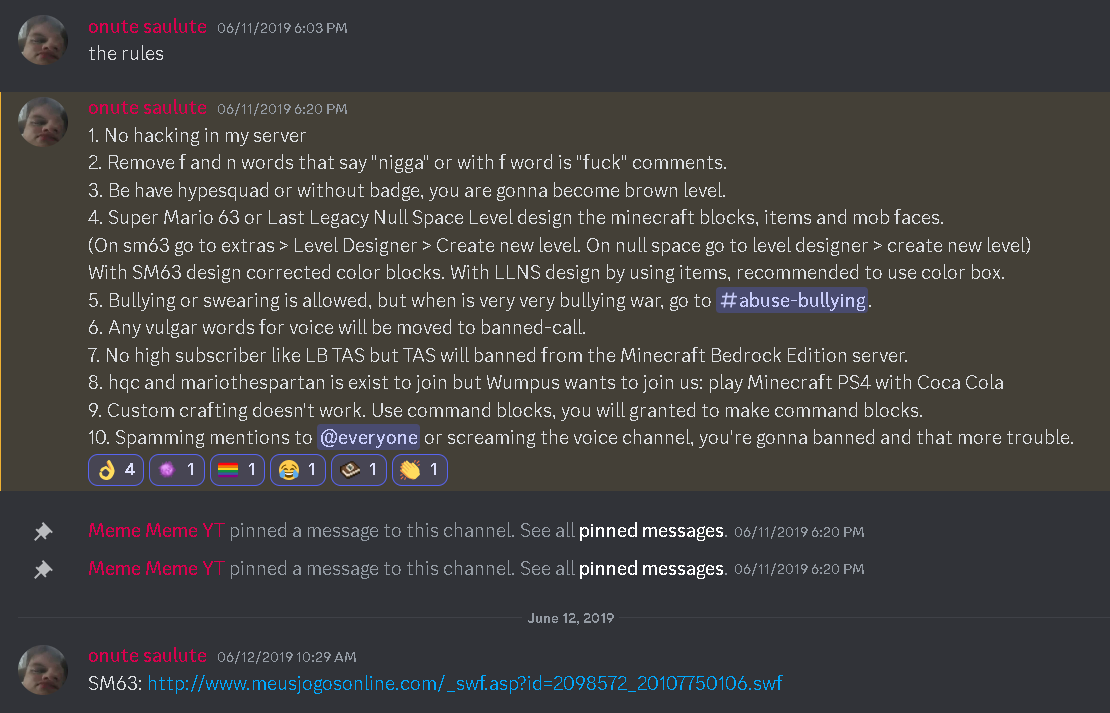 onute saulute 06/11/2019 6:03 PM
the rules
onute saulute 06/11/2019 6:20 PM
1. No hacking in my server
2. Remove f and n words that say "nigga" or with f word is "fuck" comments.
3. Be have hypesquad or without badge, you are gonna become brown level.
4. Super Mario 63 or Last Legacy Null Space Level design the minecraft blocks, items and mob faces.
(On sm63 go to extras > Level Designer > Create new level. On null space go to level designer > create new level)
With SM63 design corrected color blocks. With LLNS design by using items, recommended to use color box.
5. Bullying or swearing is allowed, but when is very very bullying war, go to #abuse-bullying.
6. Any vulgar words for voice will be moved to banned-call.
7. No high subscriber like LB TAS but TAS will banned from the Minecraft Bedrock Edition server.
8. hqc and mariothespartan is exist to join but Wumpus wants to join us: play Minecraft PS4 with Coca Cola
9. Custom crafting doesn't work. Use command blocks, you will granted to make command blocks.
10. Spamming mentions to @everyone or screaming the voice channel, you're gonna banned and that more trouble.
4 1 1 1 1 1
Meme Meme YT pinned a message to this channel. See all pinned messages. 06/11/2019 6:20 PM
Meme Meme YT pinned a message to this channel. See all pinned messages. 06/11/2019 6:20 PM
June 12, 2019
onute saulute 06/12/2019 10:29 AM
SM63: http://www.meusjogosonline.com/_swf.asp?id=2098572_20107750106.swf